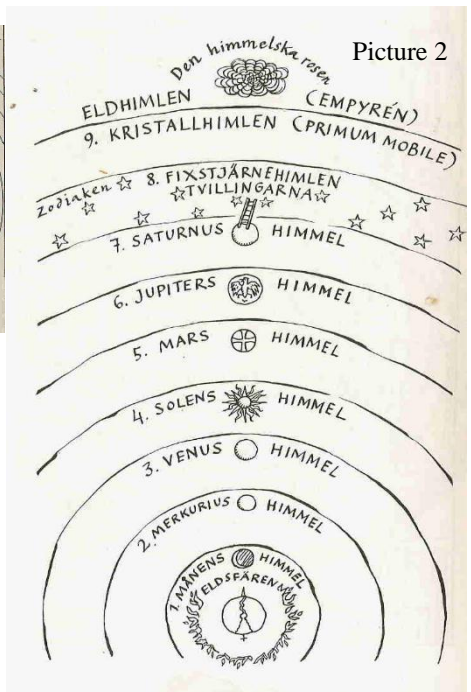 Picture 2
Den himmelska rosen
ELDHIMLEN (EMPYRÉN)
9. KRISTALLHIMLEN (PRIMUM MOBILE)
Zodiaken 8. FIXSTJÄRNEHIMLEN
TVILLINGARNA
7. SATURNUS HIMMEL
6. JUPITERS HIMMEL
5. MARS HIMMEL
4. SOLENS HIMMEL
3. VENUS HIMMEL
2. MERKURIUS HIMMEL
1. MÅNENS HIMMEL
ELDSFÄREN